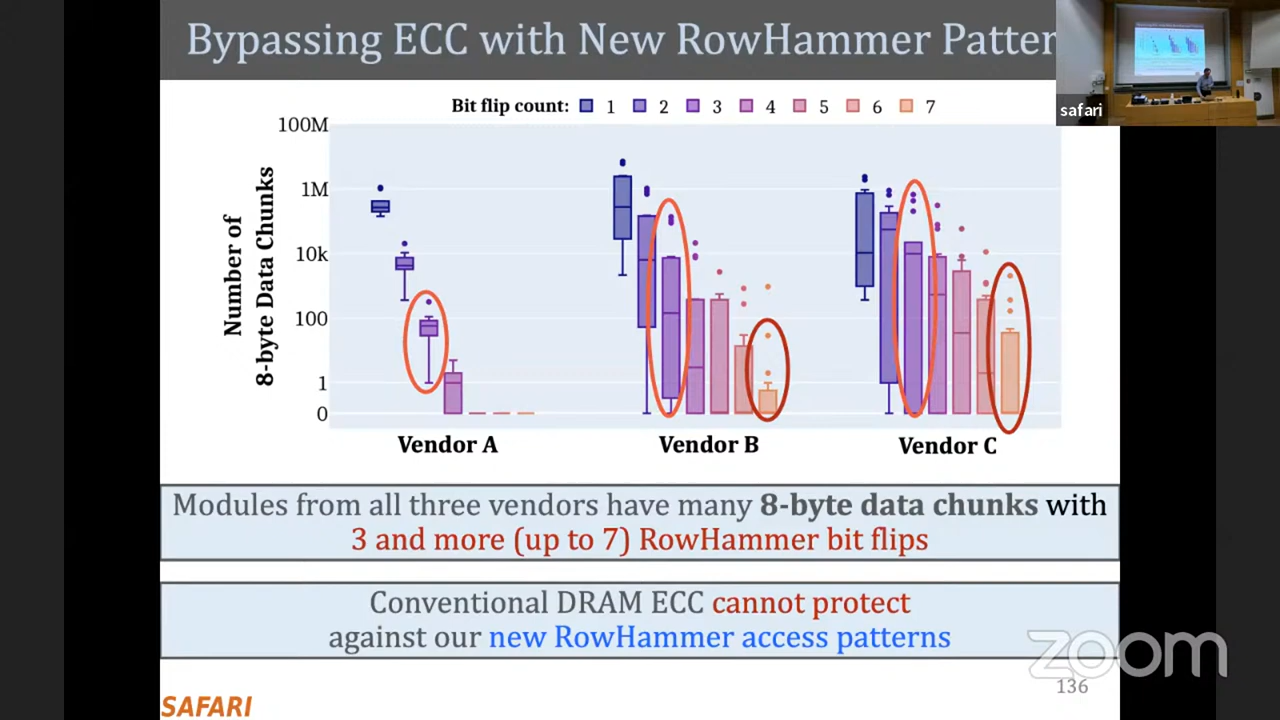 Bypassing ECC with New RowHammer Patter
safari
Bit flip count: 1 2 3 4 5 6 7
Number of
8-byte Data Chunks
100M
1M
10k
100
1
0
Vendor A
Vendor B
Vendor C
Modules from all three vendors have many 8-byte data chunks with
3 and more (up to 7) RowHammer bit flips
Conventional DRAM ECC cannot protect
against our new RowHammer access patterns
zoom
136
SAFARI